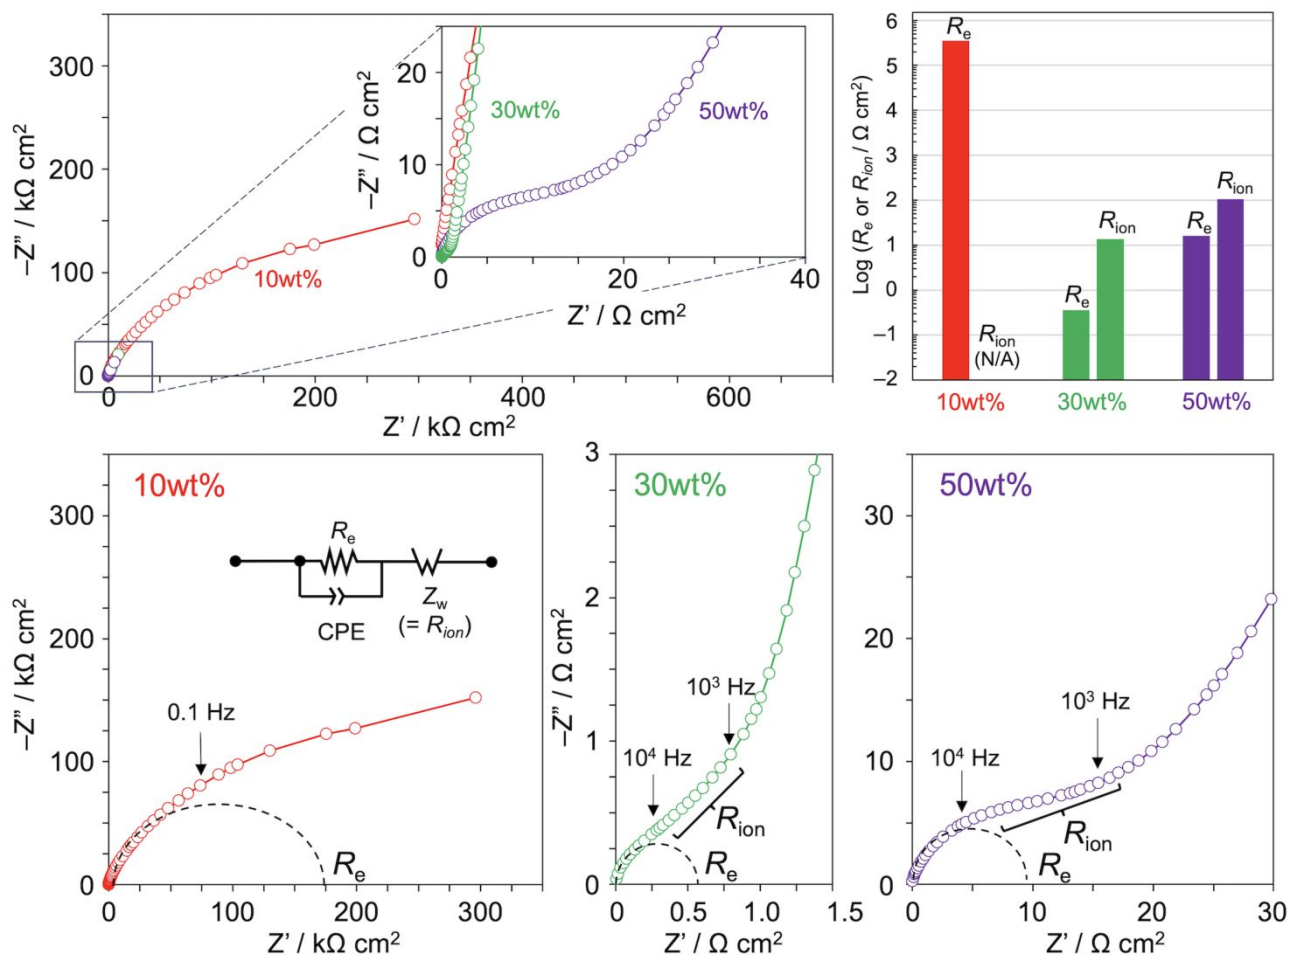 –Z″ / kΩ cm²
350
300
250
200
150
100
50
0
0
200
400
600
Z’ / kΩ cm²
10wt%
–Z″ / Ω cm²
20
10
0
0
20
40
Z’ / Ω cm²
30wt%
50wt%
Log (Re or Rion / Ω cm²)
6
5
4
3
2
1
0
–1
–2
Re
Rion
(N/A)
Re
Rion
Re
Rion
10wt%
30wt%
50wt%
10wt%
–Z″ / kΩ cm²
300
200
100
0
0
100
200
300
Z’ / kΩ cm²
Re
CPE
Zw
(= Rion)
0.1 Hz
Re
30wt%
–Z″ / Ω cm²
3
2
1
0
0
0.5
1.0
1.5
Z’ / Ω cm²
10³ Hz
10⁴ Hz
Rion
Re
50wt%
30
20
10
0
0
10
20
30
Z’ / Ω cm²
10³ Hz
10⁴ Hz
Rion
Re